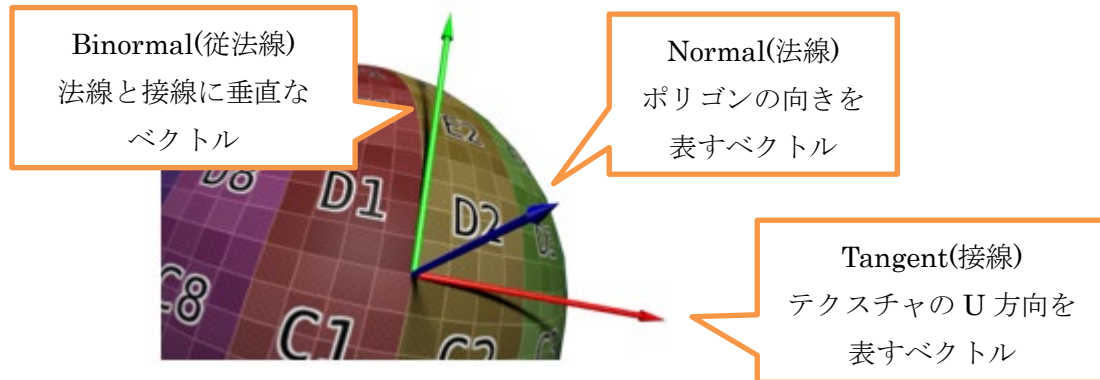 Binormal(従法線)
法線と接線に垂直な
ベクトル
Normal(法線)
ポリゴンの向きを
表すベクトル
Tangent(接線)
テクスチャの U 方向を
表すベクトル
E2
D8
D1
D2
C8
C1
C2